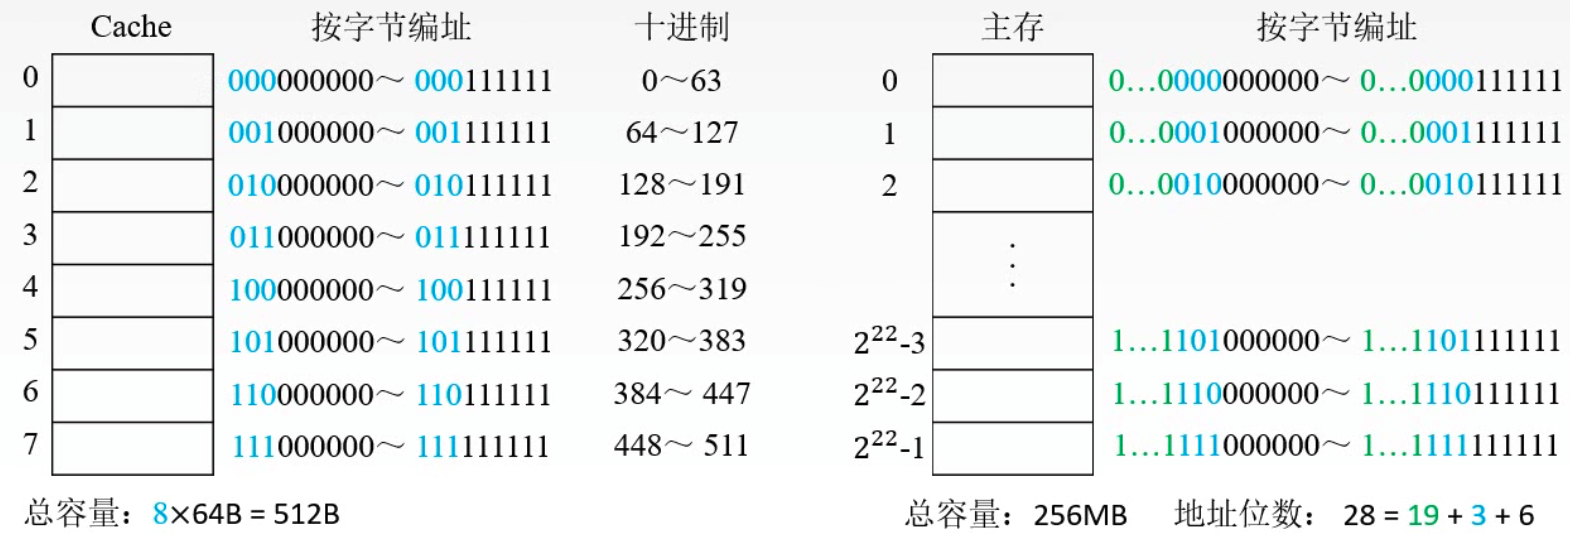 Cache 按字节编址 十进制 主存 按字节编址
0 000000000～000111111 0～63 0 0…0000000000～0…0000111111
1 001000000～001111111 64～127 1 0…0001000000～0…0001111111
2 010000000～010111111 128～191 2 0…0010000000～0…0010111111
3 011000000～011111111 192～255
4 100000000～100111111 256～319
5 101000000～101111111 320～383 2²²-3 1…1101000000～1…1101111111
6 110000000～110111111 384～447 2²²-2 1…1110000000～1…1110111111
7 111000000～111111111 448～511 2²²-1 1…1111000000～1…1111111111
总容量：8×64B = 512B 总容量：256MB 地址位数： 28 = 19 + 3 + 6